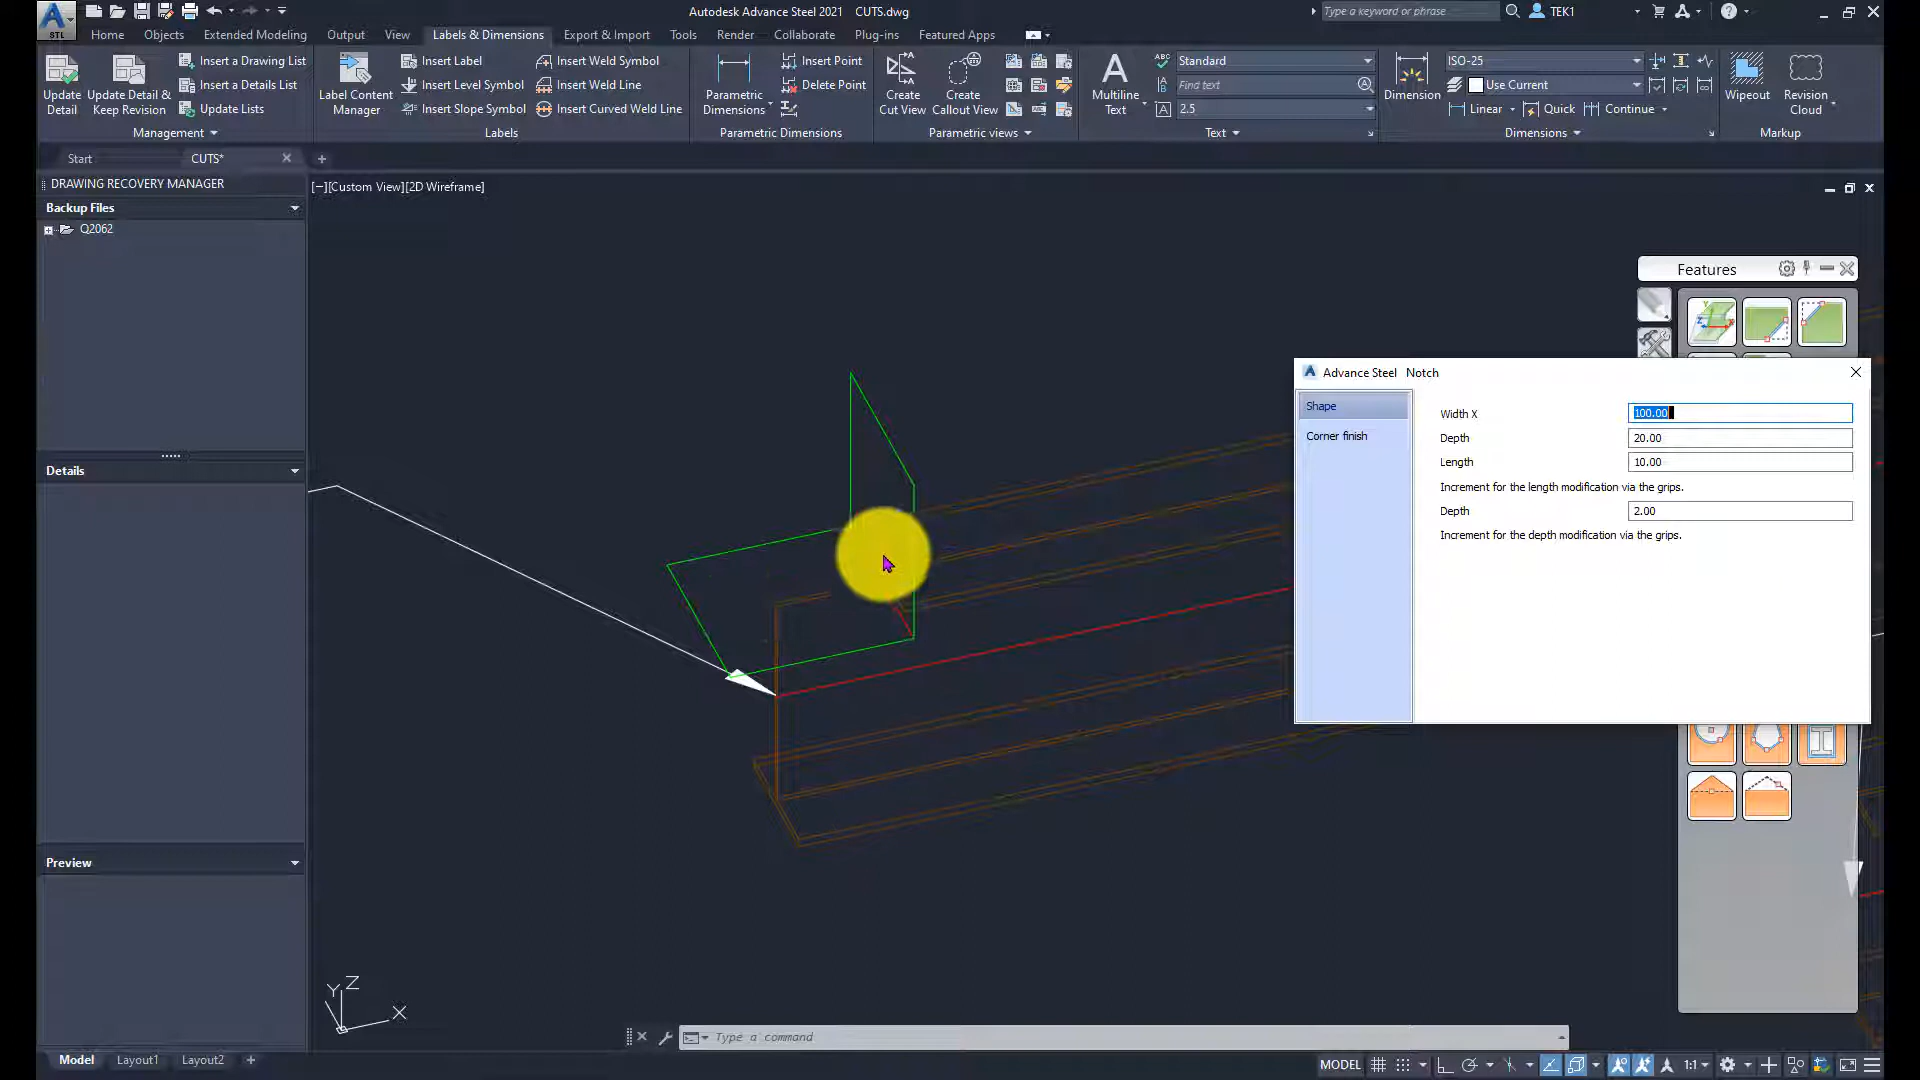 Autodesk Advance Steel 2021 CUTS.dwg
Type a keyword or phrase
TEK1
STL
Home
Objects
Extended Modeling
Output
View
Labels & Dimensions
Export & Import
Tools
Render
Collaborate
Plug-ins
Featured Apps
Update Detail
Update Detail & Keep Revision
Insert a Drawing List
Insert a Details List
Update Lists
Management
Label Content Manager
Insert Label
Insert Level Symbol
Insert Slope Symbol
Insert Weld Symbol
Insert Weld Line
Insert Curved Weld Line
Labels
Parametric Dimensions
Insert Point
Delete Point
Parametric Dimensions
Create Cut View
Create Callout View
Parametric views
Multiline Text
ABC
Standard
Find text
2.5
Text
Dimension
ISO-25
Use Current
Linear
Quick
Continue
Dimensions
Wipeout
Revision Cloud
Markup
Start
CUTS*
DRAWING RECOVERY MANAGER
Backup Files
Q2062
Details
Preview
[−][Custom View][2D Wireframe]
Features
Advance Steel Notch
Shape
Corner finish
Width X
100.00
Depth
20.00
Length
10.00
Increment for the length modification via the grips.
Depth
2.00
Increment for the depth modification via the grips.
Y
Z
X
Type a command
Model
Layout1
Layout2
MODEL
1:1